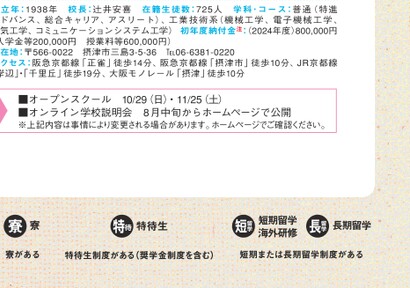 立年：1938年　校長：辻井安喜　在籍生徒数：725人　学科・コース：普通（特進
ドバンス、総合キャリア、アスリート）、工業技術系（機械工学、電子機械工学、
気工学、コミュニケーションシステム工学）　初年度納付金注：（2024年度）800,000円
入学金等200,000円　授業料等600,000円）
在地：〒566-0022　摂津市三島3-5-36　℡06-6381-0220
クセス：阪急京都線「正雀」徒歩14分、阪急京都線「摂津市」徒歩10分、JR京都線
岸辺」・「千里丘」徒歩19分、大阪モノレール「摂津」徒歩10分
■オープンスクール　10/29（日）・11/25（土）
■オンライン学校説明会　8月中旬からホームページで公開
※上記内容は事情により変更される場合があります。ホームページでご確認ください。
寮 寮
寮がある
特待 特待生
特待生制度がある（奨学金制度を含む）
短留学 短期留学
海外研修
長留学 長期留学
短期または長期留学制度がある